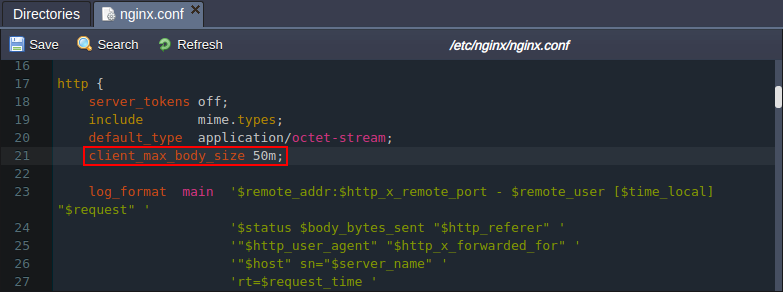 Directories nginx.conf
Save Search Refresh /etc/nginx/nginx.conf
16
17 http {
18 server_tokens off;
19 include mime.types;
20 default_type application/octet-stream;
21 client_max_body_size 50m;
22
23 log_format main '$remote_addr:$http_x_remote_port - $remote_user [$time_local]
"$request" '
24 '$status $body_bytes_sent "$http_referer" '
25 '"$http_user_agent" "$http_x_forwarded_for" '
26 '"$host" sn="$server_name" '
27 'rt=$request_time '